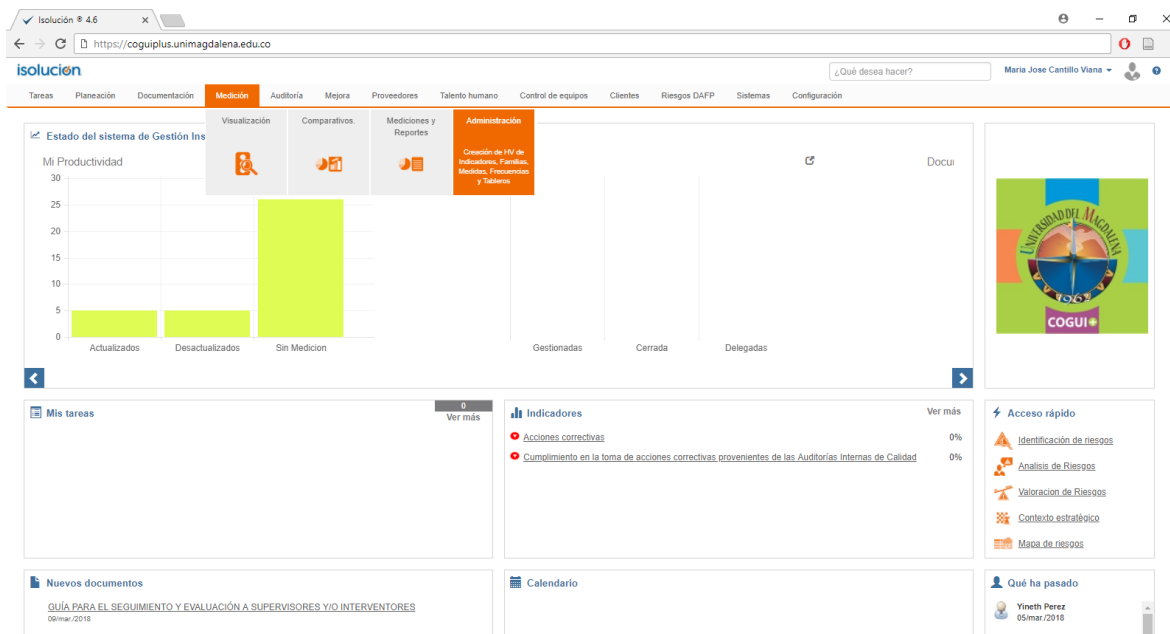 Isolución ® 4.6
https://coguiplus.unimagdalena.edu.co
isolución
¿Qué desea hacer?
Maria Jose Cantillo Viana
Tareas Planeación Documentación Medición Auditoría Mejora Proveedores Talento humano Control de equipos Clientes Riesgos DAFP Sistemas Configuración
Visualización
Comparativos.
Mediciones y
Reportes
Administración
Creación de HV de
Indicadores, Familias,
Medidas, Frecuencias
y Tableros
Estado del sistema de Gestión Ins
Mi Productividad
Docu
30
25
20
15
10
5
0
Actualizados Desactualizados Sin Medicion
Gestionadas Cerrada Delegadas
UNIVERSIDAD DEL MAGDALENA
1962
COGUI+
Mis tareas
0
Ver más
Indicadores
Ver más
Acciones correctivas 0%
Cumplimiento en la toma de acciones correctivas provenientes de las Auditorías Internas de Calidad 0%
Acceso rápido
Identificación de riesgos
Analisis de Riesgos
Valoracion de Riesgos
Contexto estratégico
Mapa de riesgos
Nuevos documentos
GUÍA PARA EL SEGUIMIENTO Y EVALUACIÓN A SUPERVISORES Y/O INTERVENTORES
09/mar./2018
Calendario
Qué ha pasado
Yineth Perez
05/mar./2018